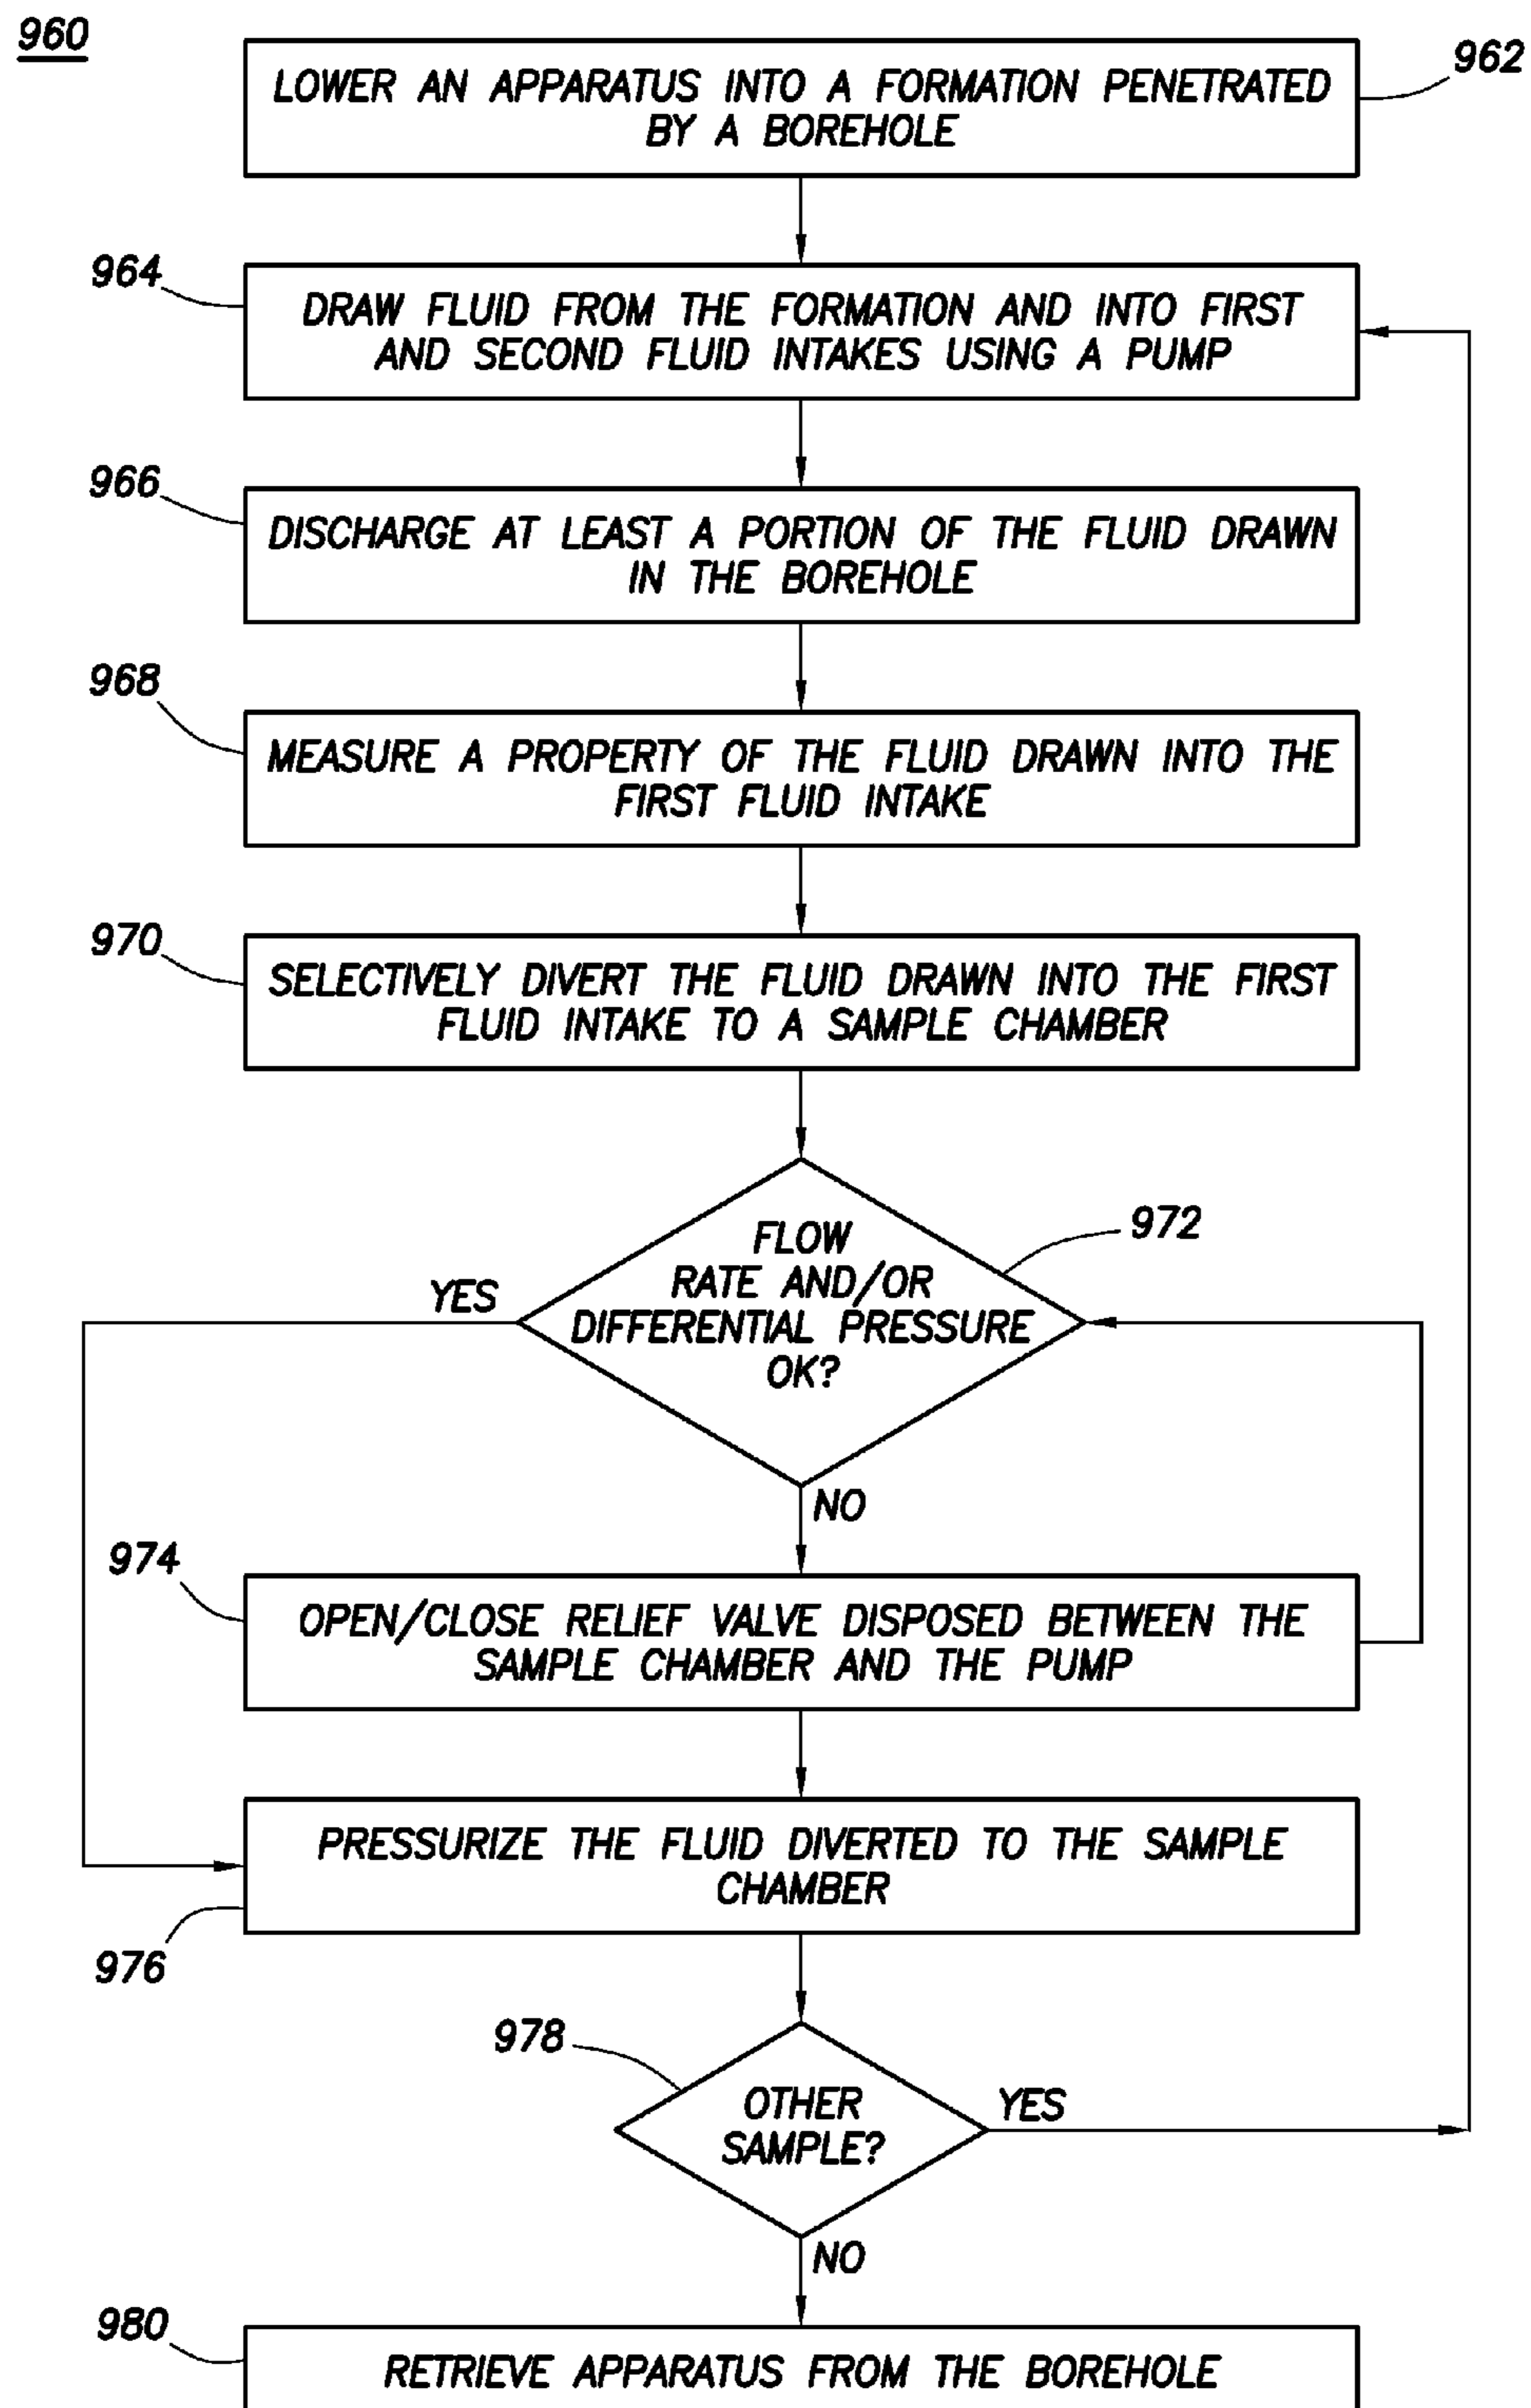 960
LOWER AN APPARATUS INTO A FORMATION PENETRATED
BY A BOREHOLE
962
964
DRAW FLUID FROM THE FORMATION AND INTO FIRST
AND SECOND FLUID INTAKES USING A PUMP
966
DISCHARGE AT LEAST A PORTION OF THE FLUID DRAWN
IN THE BOREHOLE
968
MEASURE A PROPERTY OF THE FLUID DRAWN INTO THE
FIRST FLUID INTAKE
970
SELECTIVELY DIVERT THE FLUID DRAWN INTO THE FIRST
FLUID INTAKE TO A SAMPLE CHAMBER
972
FLOW
RATE AND/OR
DIFFERENTIAL PRESSURE
OK?
YES
NO
974
OPEN/CLOSE RELIEF VALVE DISPOSED BETWEEN THE
SAMPLE CHAMBER AND THE PUMP
PRESSURIZE THE FLUID DIVERTED TO THE SAMPLE
CHAMBER
976
978
OTHER
SAMPLE?
YES
NO
980
RETRIEVE APPARATUS FROM THE BOREHOLE